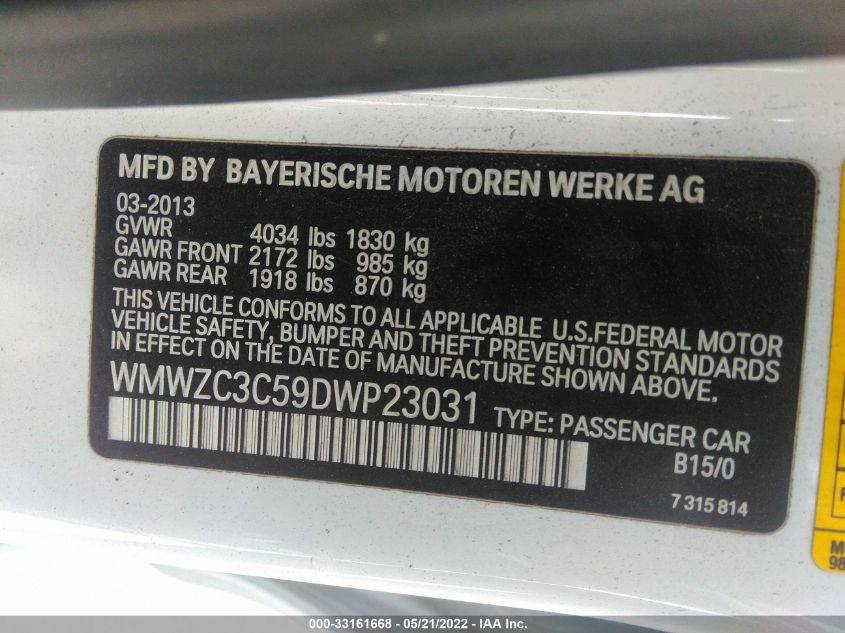 MFD BY BAYERISCHE MOTOREN WERKE AG
03-2013
GVWR 4034 lbs 1830 kg
GAWR FRONT 2172 lbs 985 kg
GAWR REAR 1918 lbs 870 kg
THIS VEHICLE CONFORMS TO ALL APPLICABLE U.S.FEDERAL MOTOR
VEHICLE SAFETY, BUMPER AND THEFT PREVENTION STANDARDS
IN EFFECT ON THE DATE OF MANUFACTURE SHOWN ABOVE.
WMWZC3C59DWP23031 TYPE: PASSENGER CAR
B15/0
7 315 814
000-33161668 - 05/21/2022 - IAA Inc.